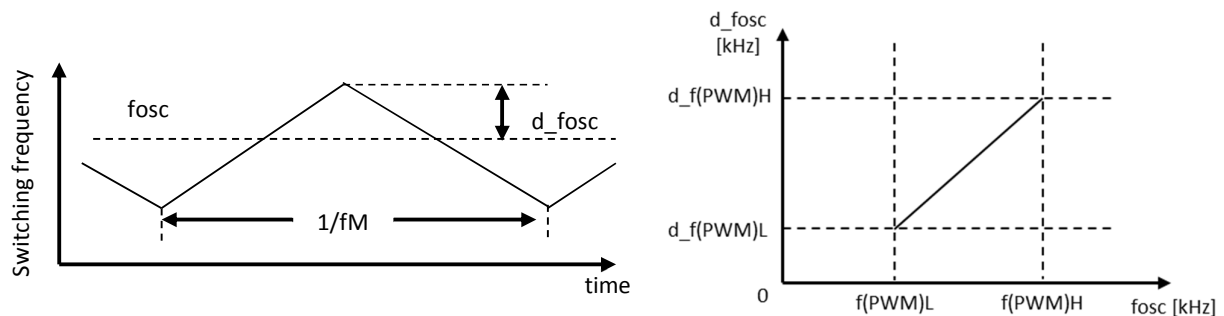 Switching frequency
fosc
d_fosc
1/fM
time
d_fosc
[kHz]
d_f(PWM)H
d_f(PWM)L
0
f(PWM)L
f(PWM)H
fosc [kHz]